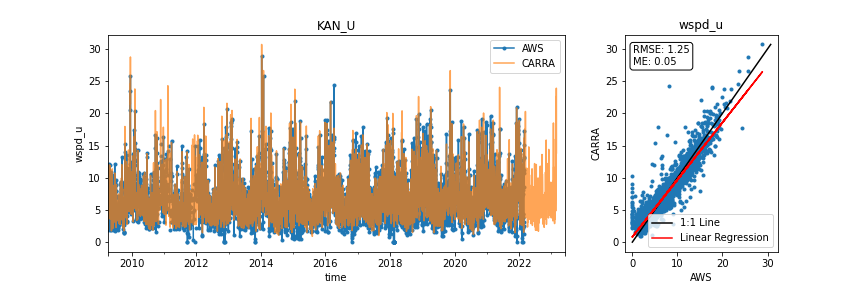 KAN_U
wspd_u
30
25
20
15
10
5
0
2010
2012
2014
2016
2018
2020
2022
time
AWS
CARRA
wspd_u
CARRA
30
25
20
15
10
5
0
0
10
20
30
AWS
RMSE: 1.25
ME: 0.05
1:1 Line
Linear Regression